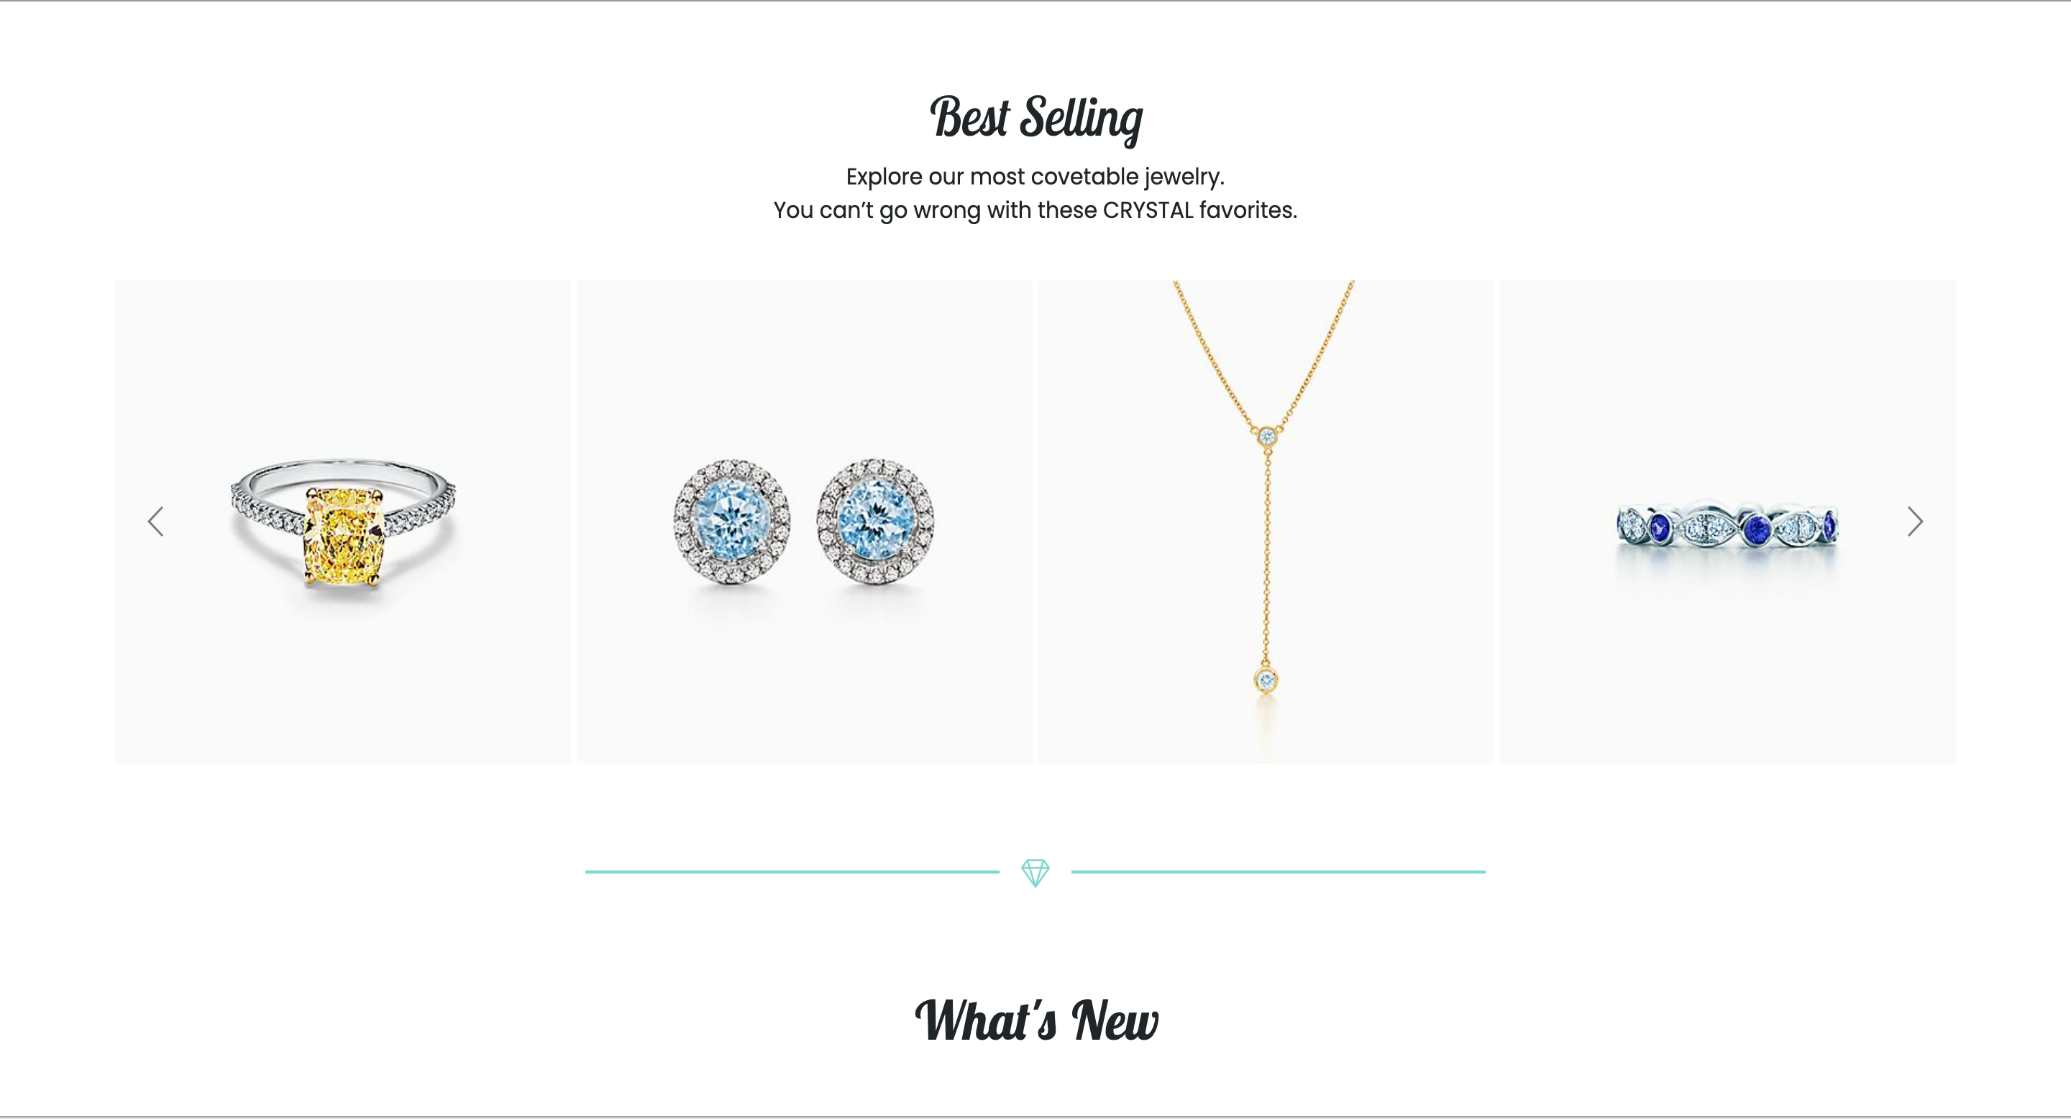 Best Selling
Explore our most covetable jewelry.
You can't go wrong with these CRYSTAL favorites.
What's New